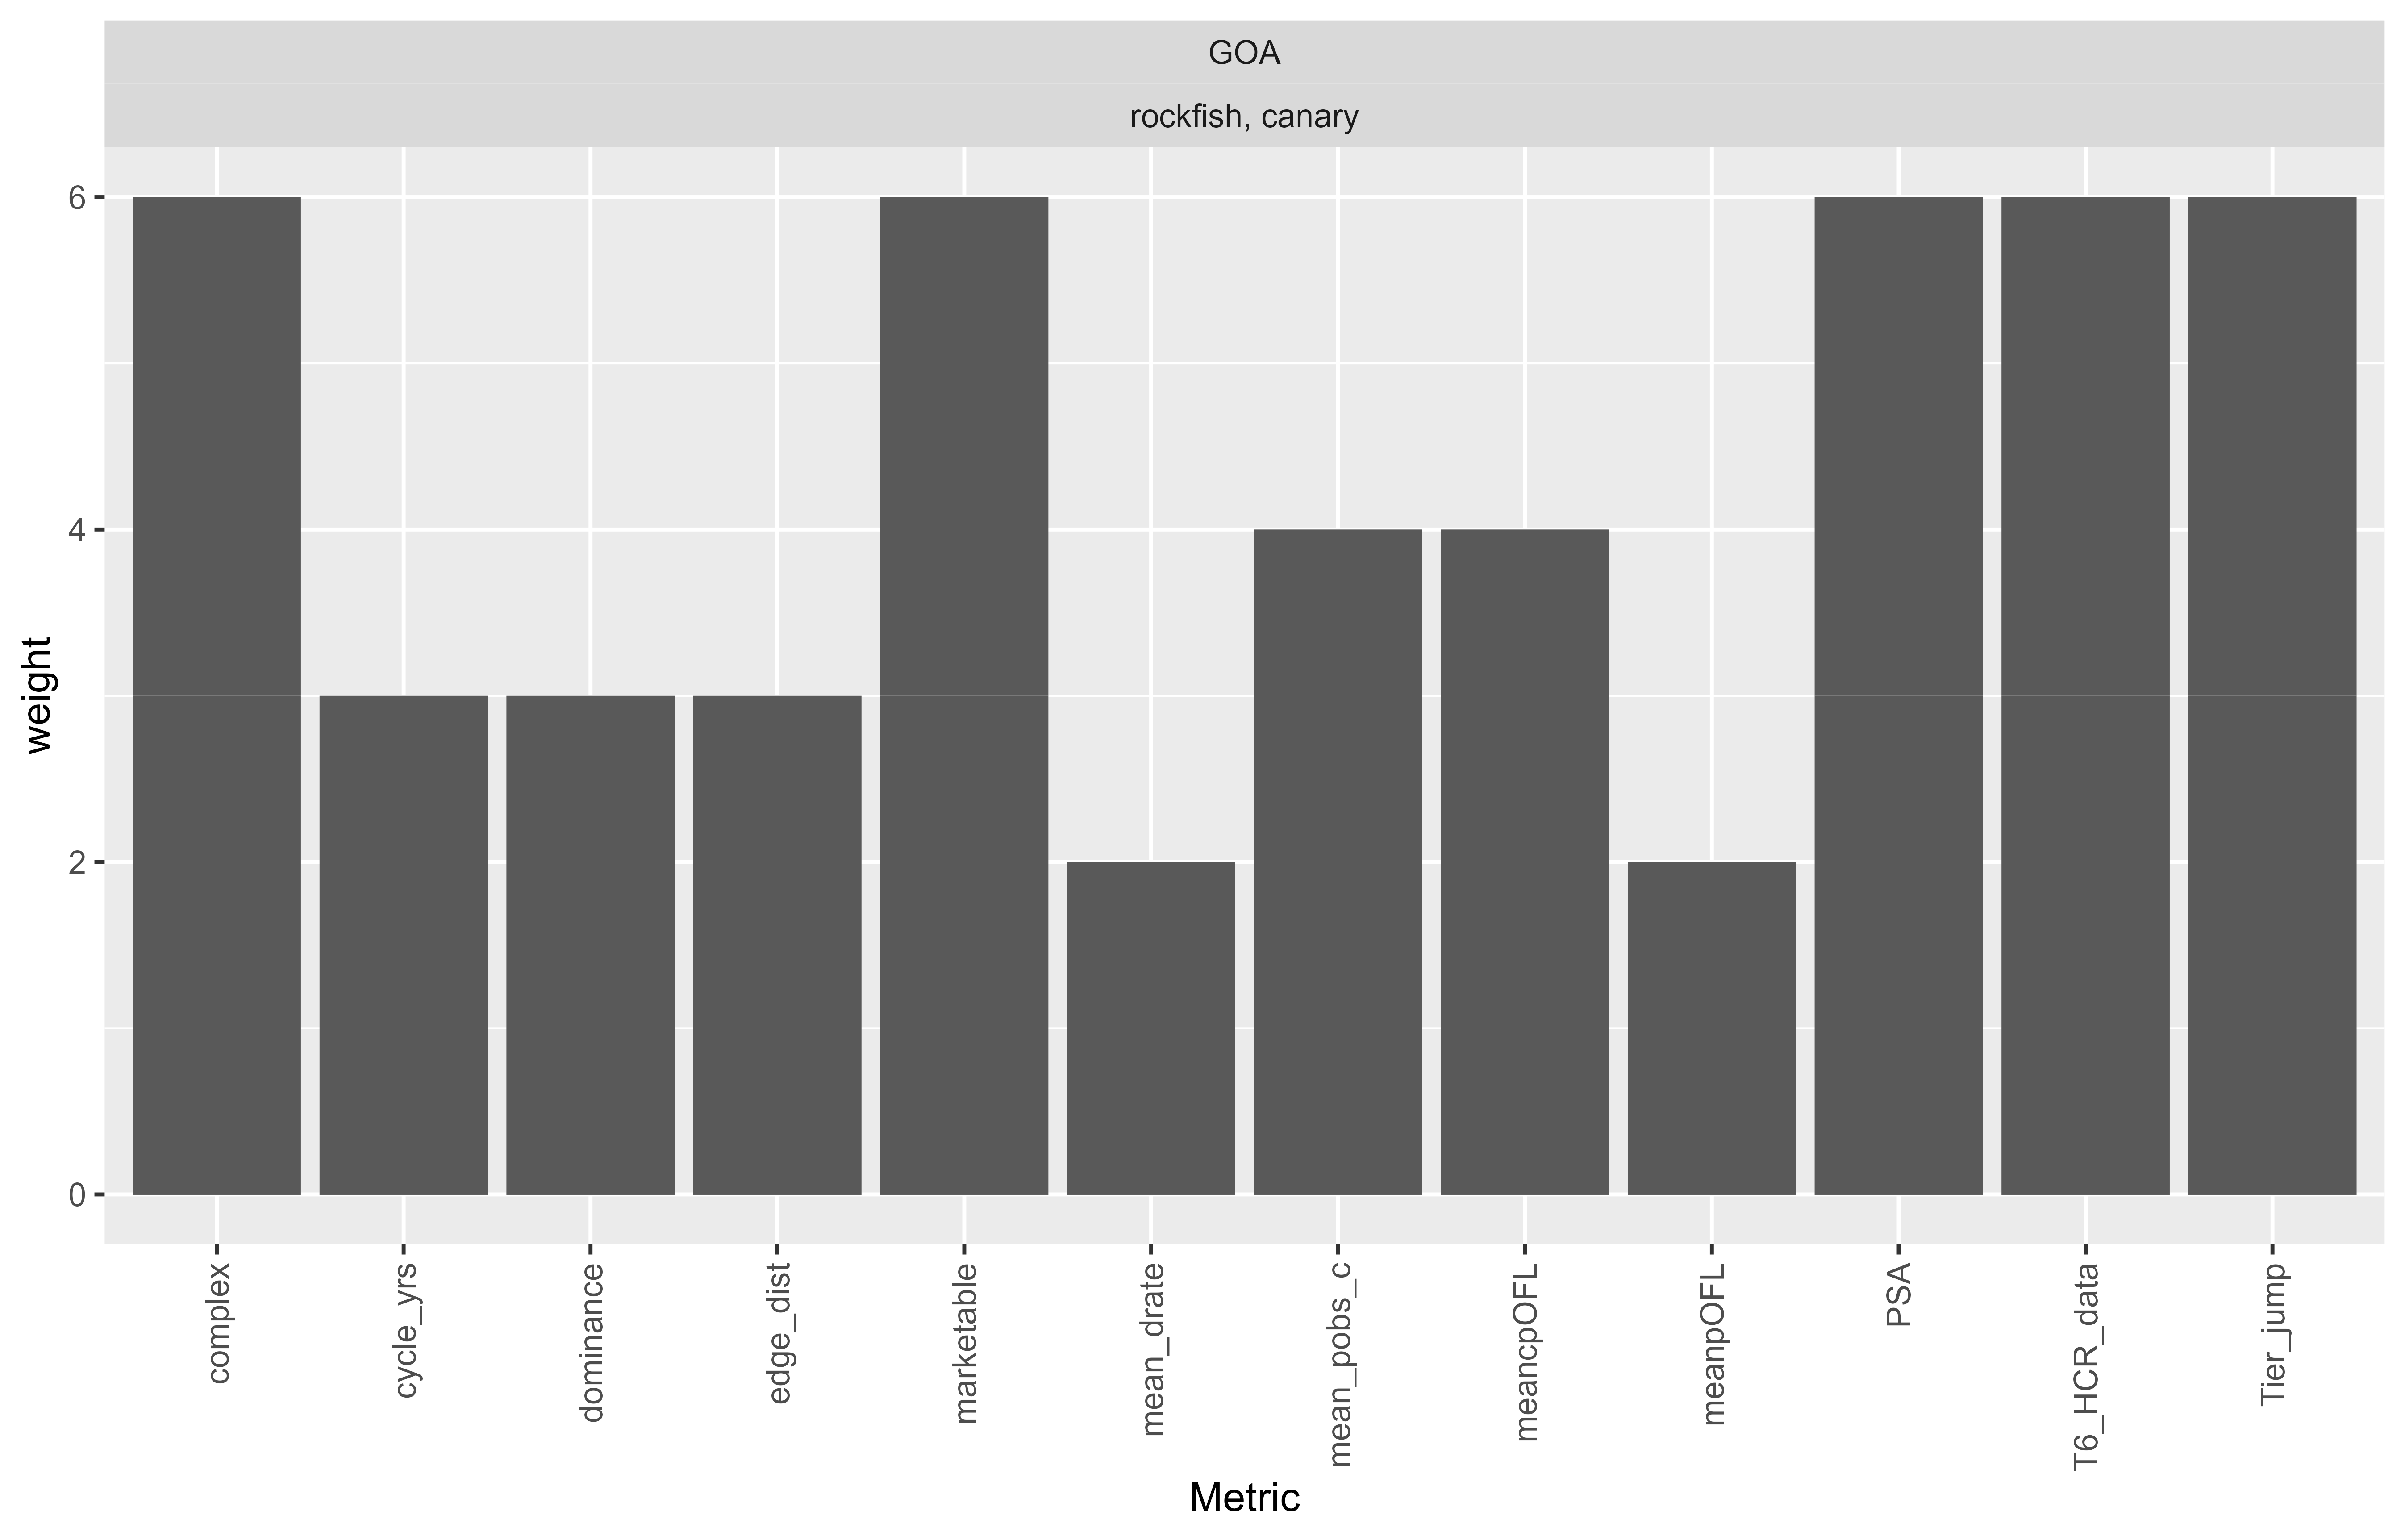 GOA
rockfish, canary
6
4
2
0
weight
complex
cycle_yrs
dominance
edge_dist
marketable
mean_drate
mean_pobs_c
meancpOFL
meanpOFL
PSA
T6_HCR_data
Tier_jump
Metric